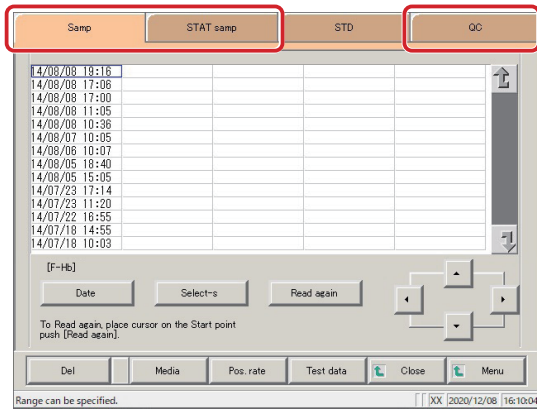 Samp STAT samp STD QC
14/08/08 19:16
14/08/08 17:06
14/08/08 17:00
14/08/08 11:05
14/08/08 10:36
14/08/07 10:05
14/08/06 10:07
14/08/05 18:40
14/08/05 15:05
14/07/23 17:14
14/07/23 11:20
14/07/22 16:55
14/07/18 14:55
14/07/18 10:03
[F-Hb]
Date Select-s Read again
To Read again, place cursor on the Start point
push [Read again].
Del Media Pos. rate Test data Close Menu
Range can be specified. XX 2020/12/08 16:10:04